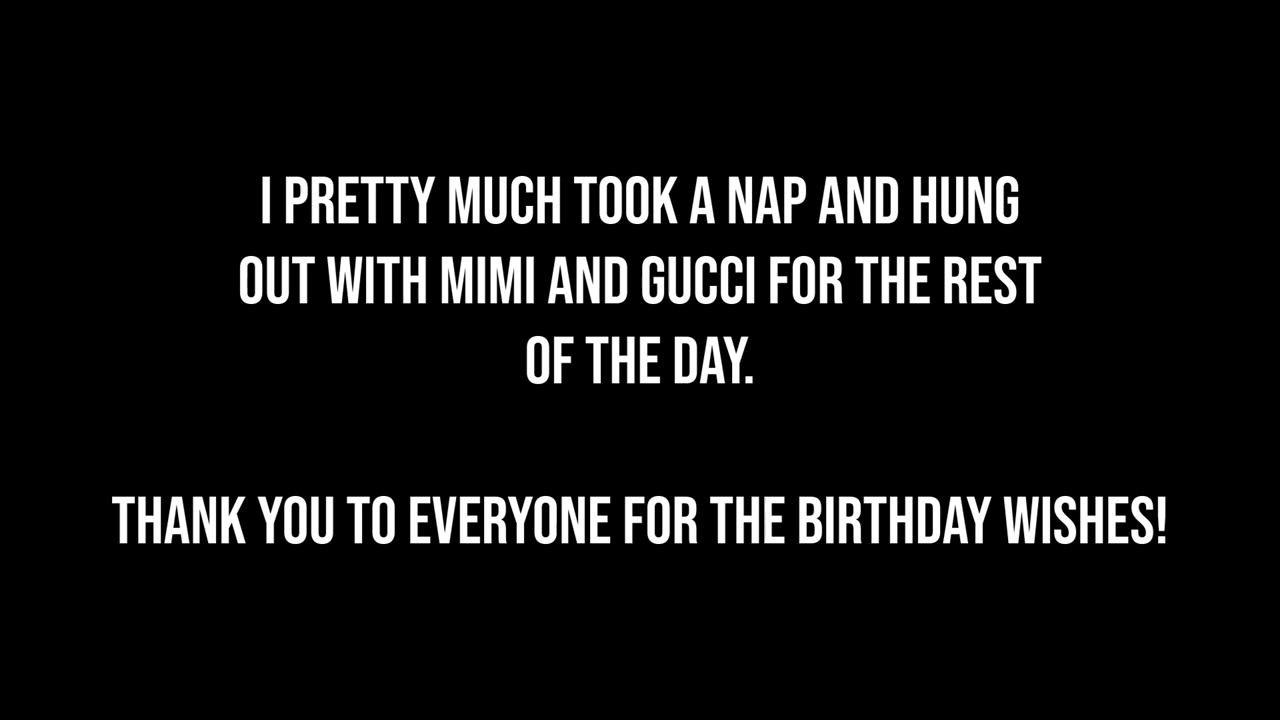 I PRETTY MUCH TOOK A NAP AND HUNG
OUT WITH MIMI AND GUCCI FOR THE REST
OF THE DAY.
THANK YOU TO EVERYONE FOR THE BIRTHDAY WISHES!